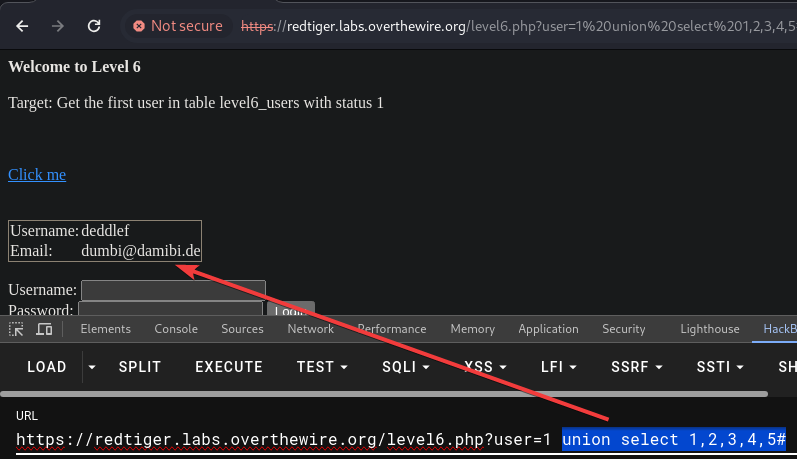 Not secure https://redtiger.labs.overthewire.org/level6.php?user=1%20union%20select%201,2,3,4,5
Welcome to Level 6
Target: Get the first user in table level6_users with status 1
Click me
Username: deddlef
Email: dumbi@damibi.de
Username:
Password: Login
Elements Console Sources Network Performance Memory Application Security Lighthouse HackB
LOAD SPLIT EXECUTE TEST SQLI XSS LFI SSRF SSTI SH
URL
https://redtiger.labs.overthewire.org/level6.php?user=1 union select 1,2,3,4,5#